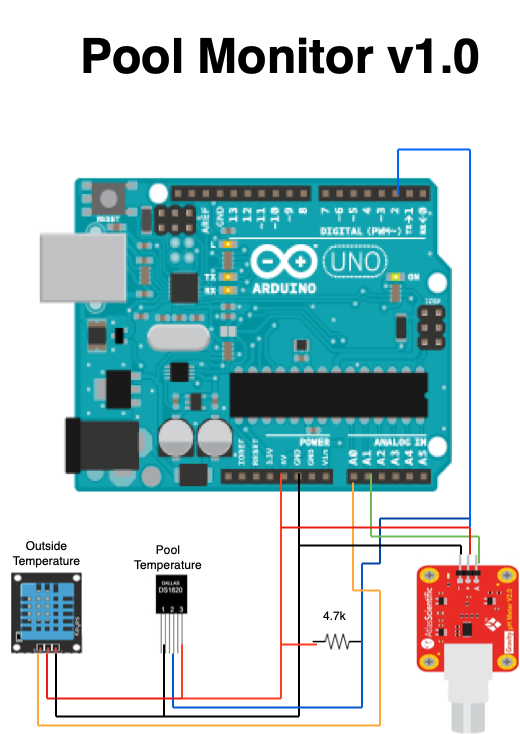 Pool Monitor v1.0
RESET
AREF
GND
13
12
~11
~10
~9
8
7
~6
~5
4
~3
2
TX→1
RX←0
DIGITAL (PWM~)
TX
RX
UNO
ON
ARDUINO
ICSP
IOREF
RESET
3.3V
5V
GND
GND
Vin
POWER
ANALOG IN
A0
A1
A2
A3
A4
A5
Outside
Temperature
Pool
Temperature
DALLAS
DS1820
1 2 3
4.7k
AtlasScientific
Gravity
pH Meter V2.0